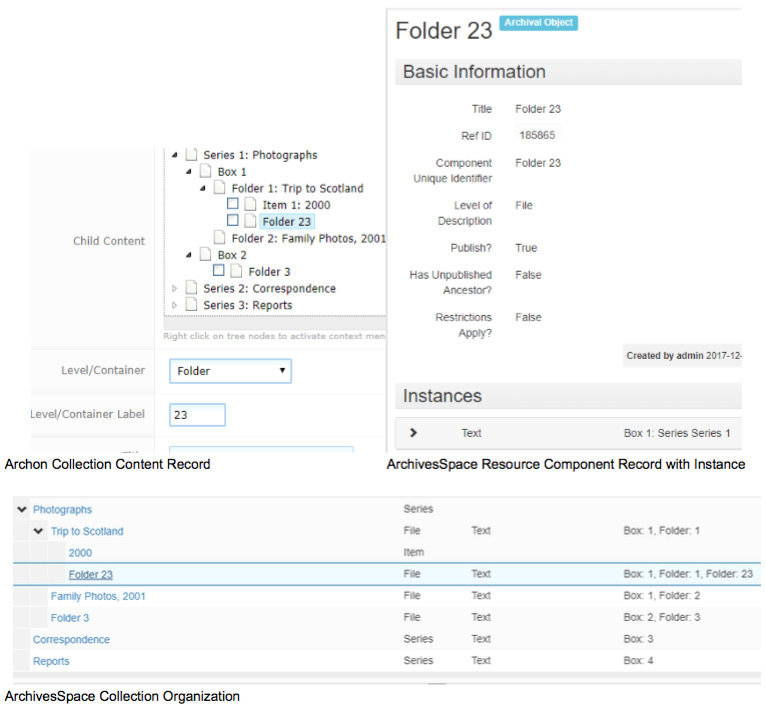 Folder 23 Archival Object
Basic Information
Title Folder 23
Ref ID 185865
Component Unique Identifier Folder 23
Level of Description File
Publish? True
Has Unpublished Ancestor? False
Restrictions Apply? False
Created by admin 2017-12-
Instances
Text Box 1: Series Series 1
ArchivesSpace Resource Component Record with Instance
Child Content
Series 1: Photographs
Box 1
Folder 1: Trip to Scotland
Item 1: 2000
Folder 23
Folder 2: Family Photos, 2001
Box 2
Folder 3
Series 2: Correspondence
Series 3: Reports
Right click on tree nodes to activate context men
Level/Container Folder
Level/Container Label 23
Archon Collection Content Record
Photographs Series
Trip to Scotland File Text Box: 1, Folder: 1
2000 Item
Folder 23 File Text Box: 1, Folder: 1, Folder: 23
Family Photos, 2001 File Text Box: 1, Folder: 2
Folder 3 File Text Box: 2, Folder: 3
Correspondence Series Text Box: 3
Reports Series Text Box: 4
ArchivesSpace Collection Organization